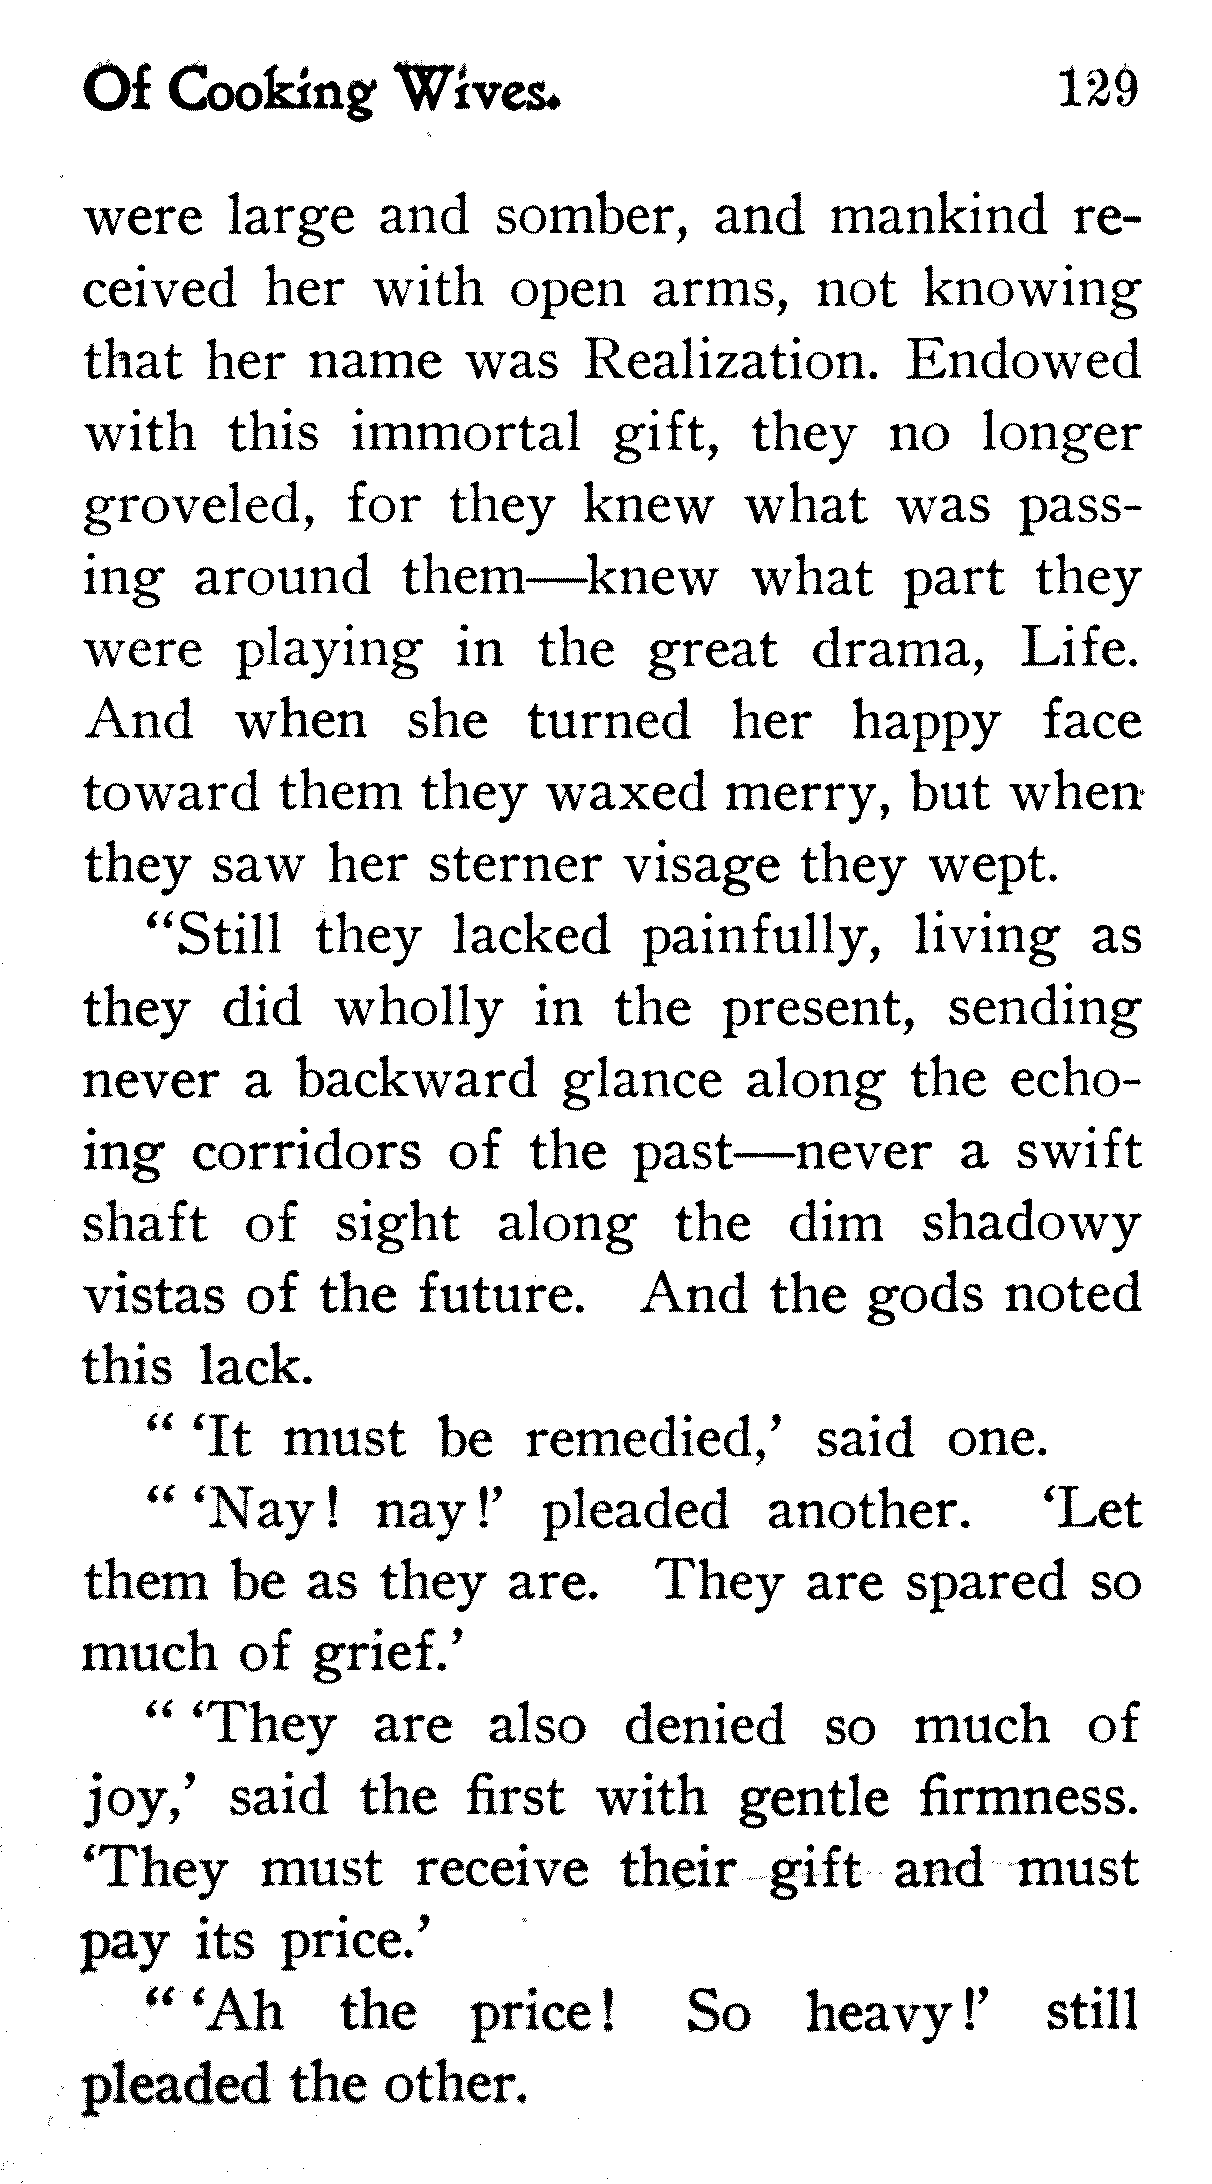 Of Cooking Wives. 129
were large and somber, and mankind re-
ceived her with open arms, not knowing
that her name was Realization. Endowed
with this immortal gift, they no longer
groveled, for they knew what was pass-
ing around them—knew what part they
were playing in the great drama, Life.
And when she turned her happy face
toward them they waxed merry, but when
they saw her sterner visage they wept.
“Still they lacked painfully, living as
they did wholly in the present, sending
never a backward glance along the echo-
ing corridors of the past—never a swift
shaft of sight along the dim shadowy
vistas of the future. And the gods noted
this lack.
“ ‘It must be remedied,’ said one.
“ ‘Nay! nay!’ pleaded another. ‘Let
them be as they are. They are spared so
much of grief.’
“ ‘They are also denied so much of
joy,’ said the first with gentle firmness.
‘They must receive their gift and must
pay its price.’
“ ‘Ah the price! So heavy!’ still
pleaded the other.